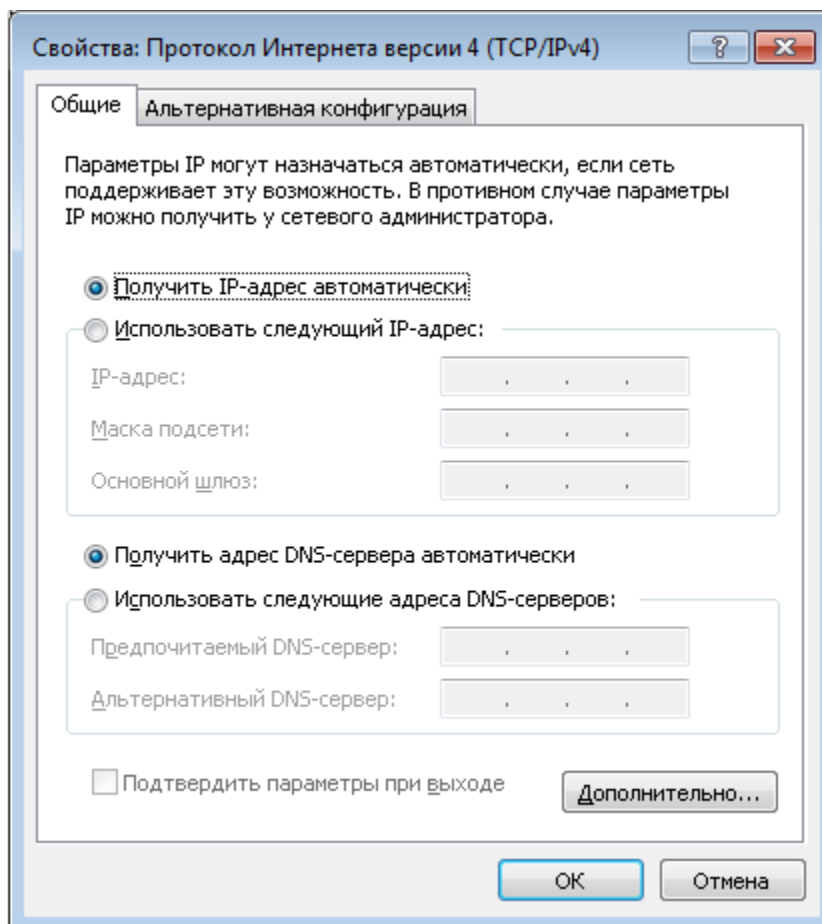 Свойства: Протокол Интернета версии 4 (TCP/IPv4)
Общие
Альтернативная конфигурация
Параметры IP могут назначаться автоматически, если сеть
поддерживает эту возможность. В противном случае параметры
IP можно получить у сетевого администратора.
Получить IP-адрес автоматически
Использовать следующий IP-адрес:
IP-адрес:
Маска подсети:
Основной шлюз:
Получить адрес DNS-сервера автоматически
Использовать следующие адреса DNS-серверов:
Предпочитаемый DNS-сервер:
Альтернативный DNS-сервер:
Подтвердить параметры при выходе
Дополнительно...
ОК
Отмена